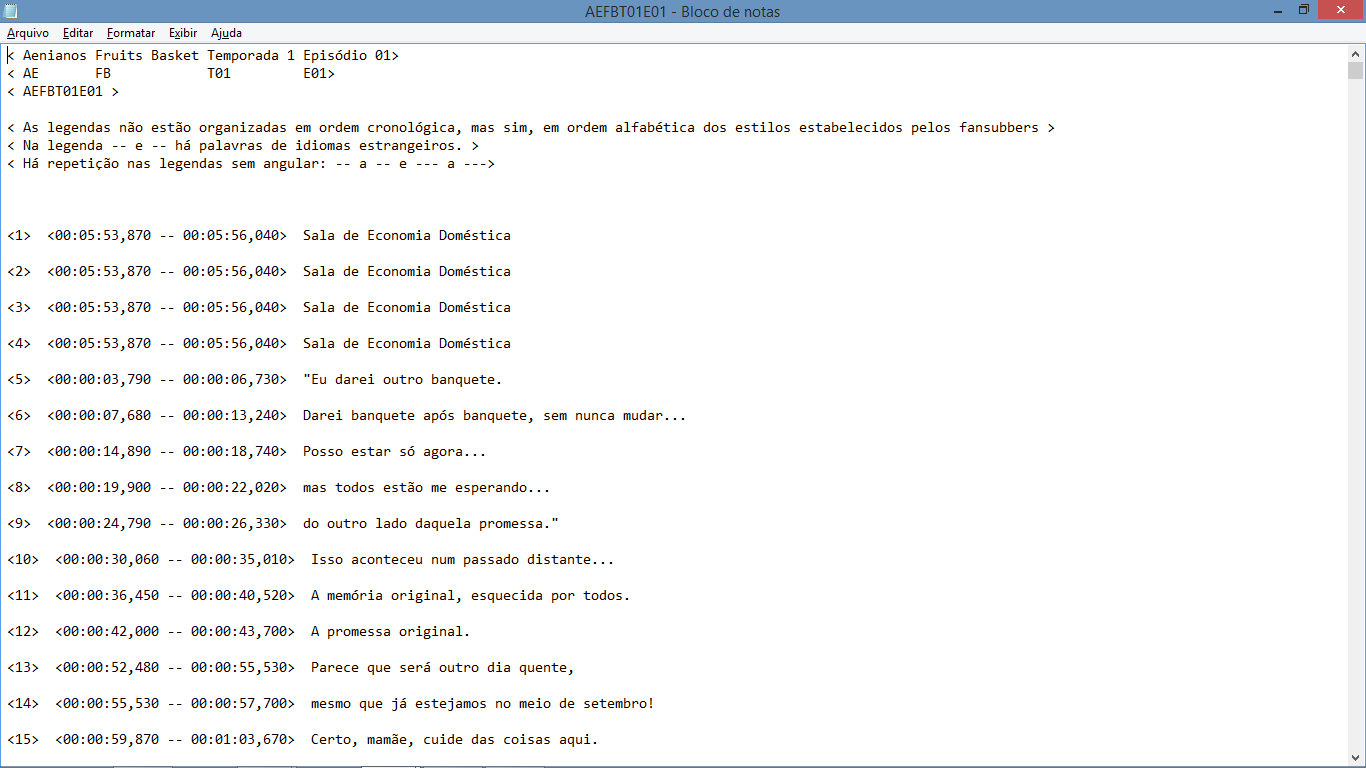 AEFBT01E01 - Bloco de notas
Arquivo Editar Formatar Exibir Ajuda
< Aenianos Fruits Basket Temporada 1 Episódio 01>
< AE       FB            T01         E01>
< AEFBT01E01 >
< As legendas não estão organizadas em ordem cronológica, mas sim, em ordem alfabética dos estilos estabelecidos pelos fansubbers >
< Na legenda -- e -- há palavras de idiomas estrangeiros. >
< Há repetição nas legendas sem angular: -- a -- e --- a --->
<1>  <00:05:53,870 -- 00:05:56,040>  Sala de Economia Doméstica
<2>  <00:05:53,870 -- 00:05:56,040>  Sala de Economia Doméstica
<3>  <00:05:53,870 -- 00:05:56,040>  Sala de Economia Doméstica
<4>  <00:05:53,870 -- 00:05:56,040>  Sala de Economia Doméstica
<5>  <00:00:03,790 -- 00:00:06,730>  "Eu darei outro banquete.
<6>  <00:00:07,680 -- 00:00:13,240>  Darei banquete após banquete, sem nunca mudar...
<7>  <00:00:14,890 -- 00:00:18,740>  Posso estar só agora...
<8>  <00:00:19,900 -- 00:00:22,020>  mas todos estão me esperando...
<9>  <00:00:24,790 -- 00:00:26,330>  do outro lado daquela promessa."
<10>  <00:00:30,060 -- 00:00:35,010>  Isso aconteceu num passado distante...
<11>  <00:00:36,450 -- 00:00:40,520>  A memória original, esquecida por todos.
<12>  <00:00:42,000 -- 00:00:43,700>  A promessa original.
<13>  <00:00:52,480 -- 00:00:55,530>  Parece que será outro dia quente,
<14>  <00:00:55,530 -- 00:00:57,700>  mesmo que já estejamos no meio de setembro!
<15>  <00:00:59,870 -- 00:01:03,670>  Certo, mamãe, cuide das coisas aqui.